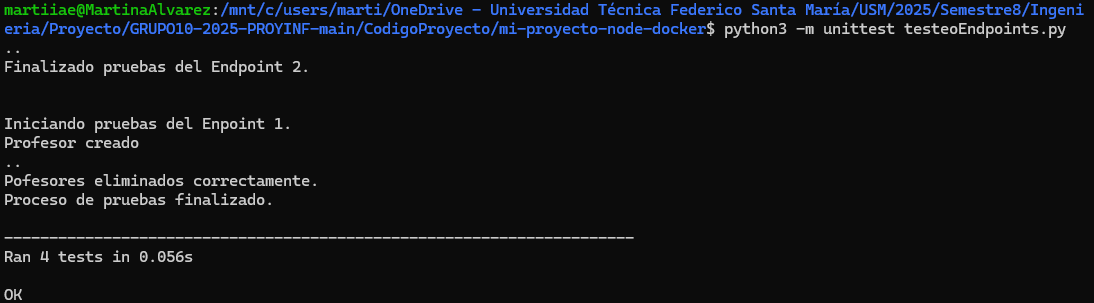 martiiae@MartinaAlvarez:/mnt/c/users/marti/OneDrive - Universidad Técnica Federico Santa María/USM/2025/Semestre8/Ingeni
eria/Proyecto/GRUPO10-2025-PROYINF-main/CodigoProyecto/mi-proyecto-node-docker$ python3 -m unittest testeoEndpoints.py
..
Finalizado pruebas del Endpoint 2.
Iniciando pruebas del Enpoint 1.
Profesor creado
..
Pofesores eliminados correctamente.
Proceso de pruebas finalizado.
----------------------------------------------------------------------
Ran 4 tests in 0.056s
OK